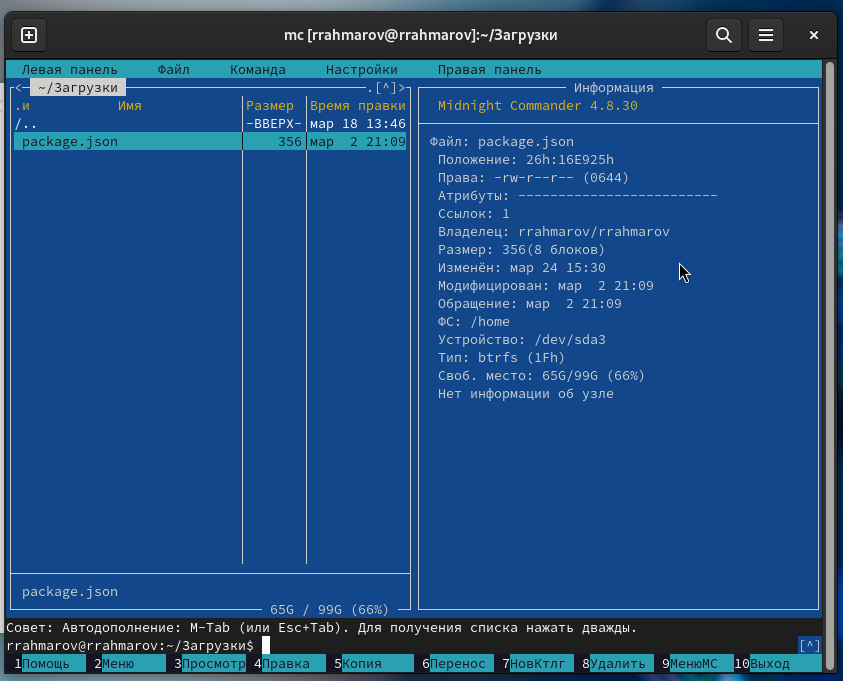 mc [rrahmarov@rrahmarov]:~/Загрузки
Левая панель Файл Команда Настройки Правая панель
<─ ~/Загрузки .[^]>
.и Имя Размер Время правки
/.. -ВВЕРХ- мар 18 13:46
package.json 356 мар 2 21:09
package.json
65G / 99G (66%)
Информация
Midnight Commander 4.8.30
Файл: package.json
Положение: 26h:16E925h
Права: -rw-r--r-- (0644)
Атрибуты: -------------------------
Ссылок: 1
Владелец: rrahmarov/rrahmarov
Размер: 356(8 блоков)
Изменён: мар 24 15:30
Модифицирован: мар 2 21:09
Обращение: мар 2 21:09
ФС: /home
Устройство: /dev/sda3
Тип: btrfs (1Fh)
Своб. место: 65G/99G (66%)
Нет информации об узле
Совет: Автодополнение: M-Tab (или Esc+Tab). Для получения списка нажать дважды.
rrahmarov@rrahmarov:~/Загрузки$ [^]
1Помощь 2Меню 3Просмотр 4Правка 5Копия 6Перенос 7НовКтлг 8Удалить 9МенюМС 10Выход